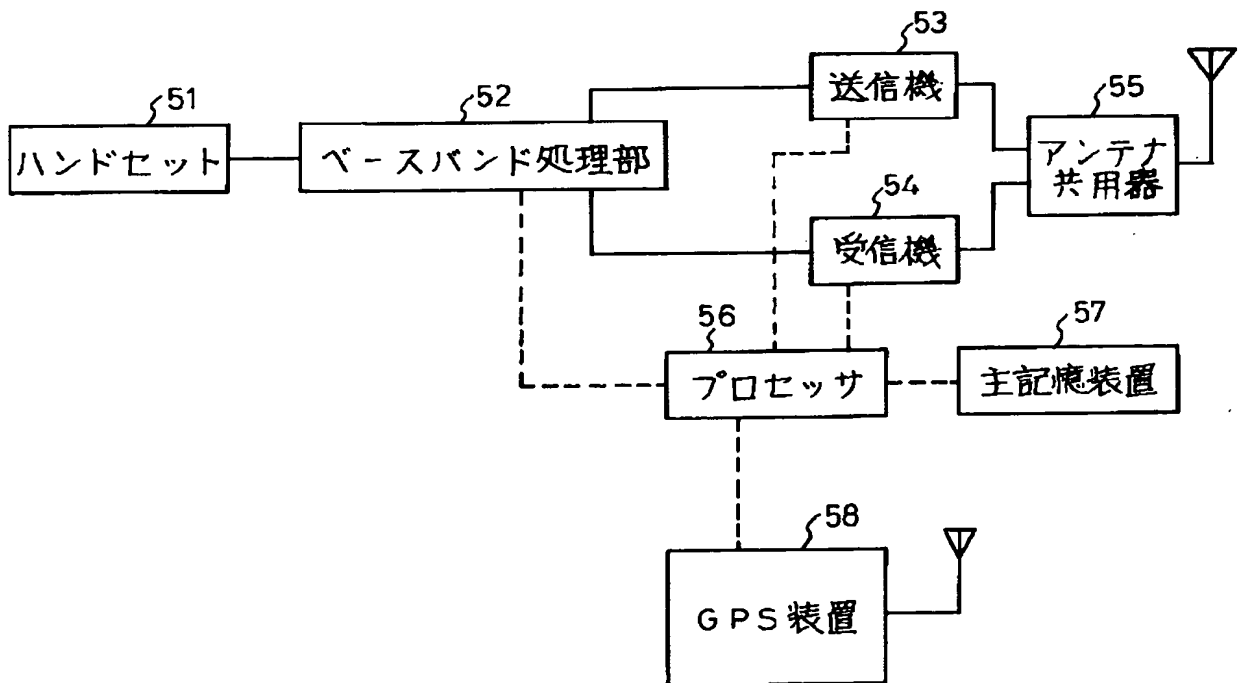 53
送信機
51
ハンドセット
52
ベースバンド処理部
55
アンテナ
共用器
54
受信機
56
プロセッサ
57
主記憶装置
58
GPS装置